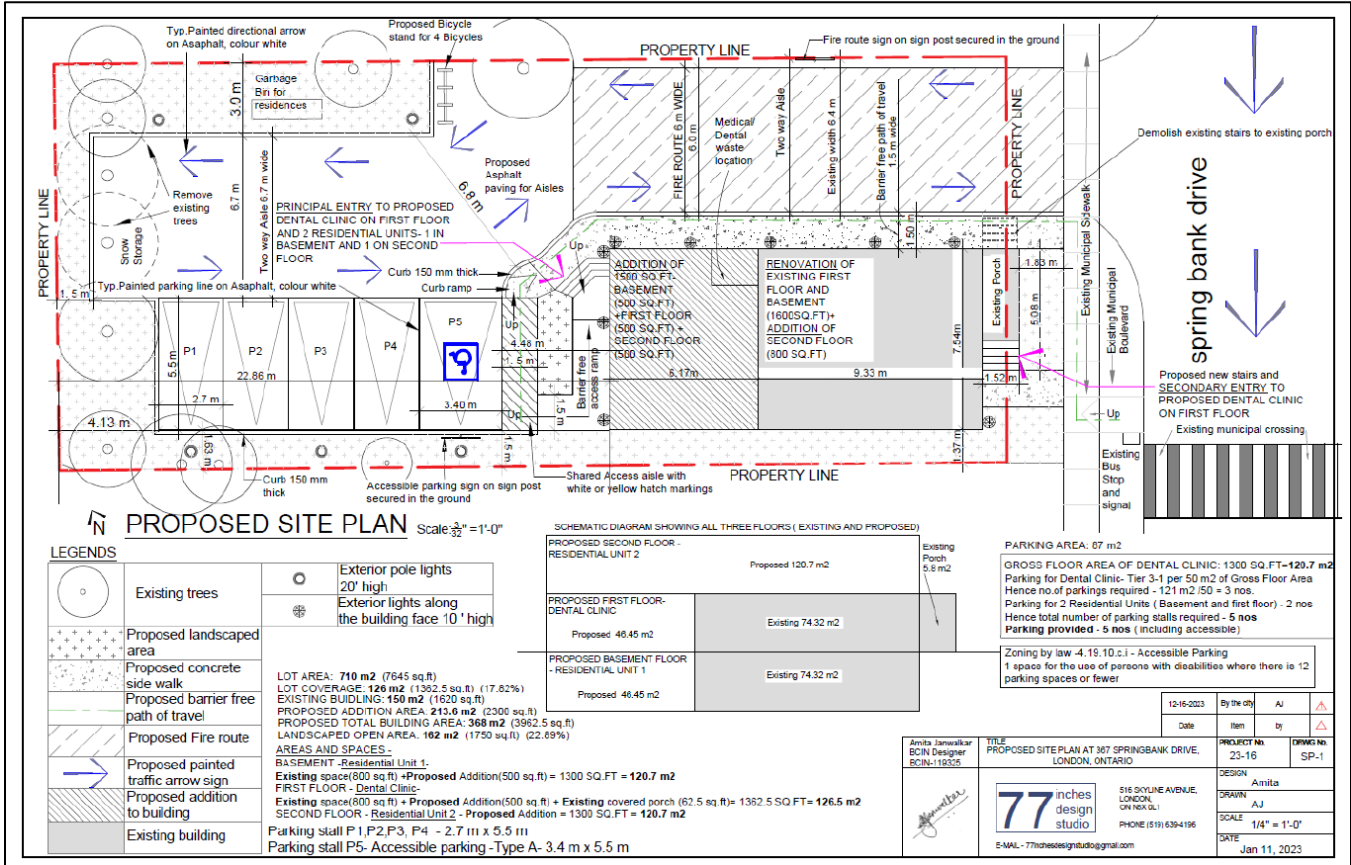 Typ.Painted directional arrow
on Asaphalt, colour white
Proposed Bicycle
stand for 4 Bicycles
PROPERTY LINE
Fire route sign on sign post secured in the ground
Garbage
Bin for
residences
3.0 m
6.7 m
Two way Aisle 6.7 m wide
Remove
existing
trees
Snow
Storage
PROPERTY LINE
1.5 m
6.8 m
Proposed
Asphalt
paving for Aisles
PRINCIPAL ENTRY TO PROPOSED
DENTAL CLINIC ON FIRST FLOOR
AND 2 RESIDENTIAL UNITS- 1 IN
BASEMENT AND 1 ON SECOND
FLOOR
Curb 150 mm thick
Curb ramp
Typ.Painted parking line on Asaphalt, colour white
FIRE ROUTE 6 m WIDE
6.0 m
Medical/
Dental
waste
location
Two way Aisle
Existing width 6.4 m
Barrier free path of travel
1.5 m wide
1.50 m
PROPERTY LINE
Demolish existing stairs to existing porch
spring bank drive
Existing Municipal Sidewalk
Existing Municipal
Boulevard
Up
Up
Up
P1
P2
P3
P4
P5
5.5 m
22.86 m
2.7 m
3.40 m
4.13 m
1.63 m
4.48 m
1.5 m
1.5 m
1.5 m
Barrier free
access ramp
ADDITION OF
1500 SQ.FT-
BASEMENT
(500 SQ.FT)
+FIRST FLOOR
(500 SQ.FT) +
SECOND FLOOR
(500 SQ.FT)
6.17m
RENOVATION OF
EXISTING FIRST
FLOOR AND
BASEMENT
(1600SQ.FT)+
ADDITION OF
SECOND FLOOR
(800 SQ.FT)
9.33 m
7.54m
Existing Porch
1.83 m
5.08 m
1.52 m
1.37 m
Proposed new stairs and
SECONDARY ENTRY TO
PROPOSED DENTAL CLINIC
ON FIRST FLOOR
Up
Existing municipal crossing
Existing
Bus
Stop
and
signal
Curb 150 mm
thick
Accessible parking sign on sign post
secured in the ground
Shared Access aisle with
white or yellow hatch markings
PROPERTY LINE
N
PROPOSED SITE PLAN
Scale: 3/32" =1'-0"
LEGENDS
Existing trees
Exterior pole lights
20' high
Exterior lights along
the building face 10 ' high
Proposed landscaped
area
Proposed concrete
side walk
Proposed barrier free
path of travel
Proposed Fire route
Proposed painted
traffic arrow sign
Proposed addition
to building
Existing building
LOT AREA: 710 m2 (7645 sq.ft)
LOT COVERAGE: 126 m2 (1362.5 sq.ft) (17.82%)
EXISTING BUIDLING: 150 m2 (1620 sq.ft)
PROPOSED ADDITION AREA: 213.6 m2 (2300 sq.ft)
PROPOSED TOTAL BUILDING AREA: 368 m2 (3962.5 sq.ft)
LANDSCAPED OPEN AREA: 162 m2 (1750 sq.ft) (22.89%)
AREAS AND SPACES -
BASEMENT -Residential Unit 1-
Existing space(800 sq.ft) +Proposed Addition(500 sq.ft) = 1300 SQ.FT = 120.7 m2
FIRST FLOOR - Dental Clinic-
Existing space(800 sq.ft) + Proposed Addition(500 sq.ft) + Existing covered porch (62.5 sq.ft)= 1362.5 SQ.FT= 126.5 m2
SECOND FLOOR - Residential Unit 2 - Proposed Addition = 1300 SQ.FT = 120.7 m2
Parking stall P1,P2,P3, P4 - 2.7 m x 5.5 m
Parking stall P5- Accessible parking -Type A- 3.4 m x 5.5 m
SCHEMATIC DIAGRAM SHOWING ALL THREE FLOORS ( EXISTING AND PROPOSED)
PROPOSED SECOND FLOOR -
RESIDENTIAL UNIT 2
Proposed 120.7 m2
Existing
Porch
5.8 m2
PROPOSED FIRST FLOOR-
DENTAL CLINIC
Proposed 46.45 m2
Existing 74.32 m2
PROPOSED BASEMENT FLOOR
- RESIDENTIAL UNIT 1
Proposed 46.45 m2
Existing 74.32 m2
PARKING AREA: 87 m2
GROSS FLOOR AREA OF DENTAL CLINIC: 1300 SQ.FT=120.7 m2
Parking for Dental Clinic- Tier 3-1 per 50 m2 of Gross Floor Area
Hence no.of parkings required - 121 m2 /50 = 3 nos.
Parking for 2 Residential Units ( Basement and first floor) - 2 nos
Hence total number of parking stalls required - 5 nos
Parking provided - 5 nos ( including accessible)
Zoning by law -4.19.10.c.i - Accessible Parking
1 space for the use of persons with disabilities where there is 12
parking spaces or fewer
12-16-2023 By the city AJ
Date Item by
Amita Janwalkar
BCIN Designer
BCIN-119325
TITLE
PROPOSED SITE PLAN AT 367 SPRINGBANK DRIVE,
LONDON, ONTARIO
PROJECT No.
23-16
DRWG No.
SP-1
77 inches
design
studio
516 SKYLINE AVENUE,
LONDON,
PHONE (519) 639-4196
E-MAIL - 77inchesdesignstudio@gmail.com
DESIGN
Amita
DRAWN
AJ
SCALE
1/4" = 1'-0"
DATE
Jan 11, 2023